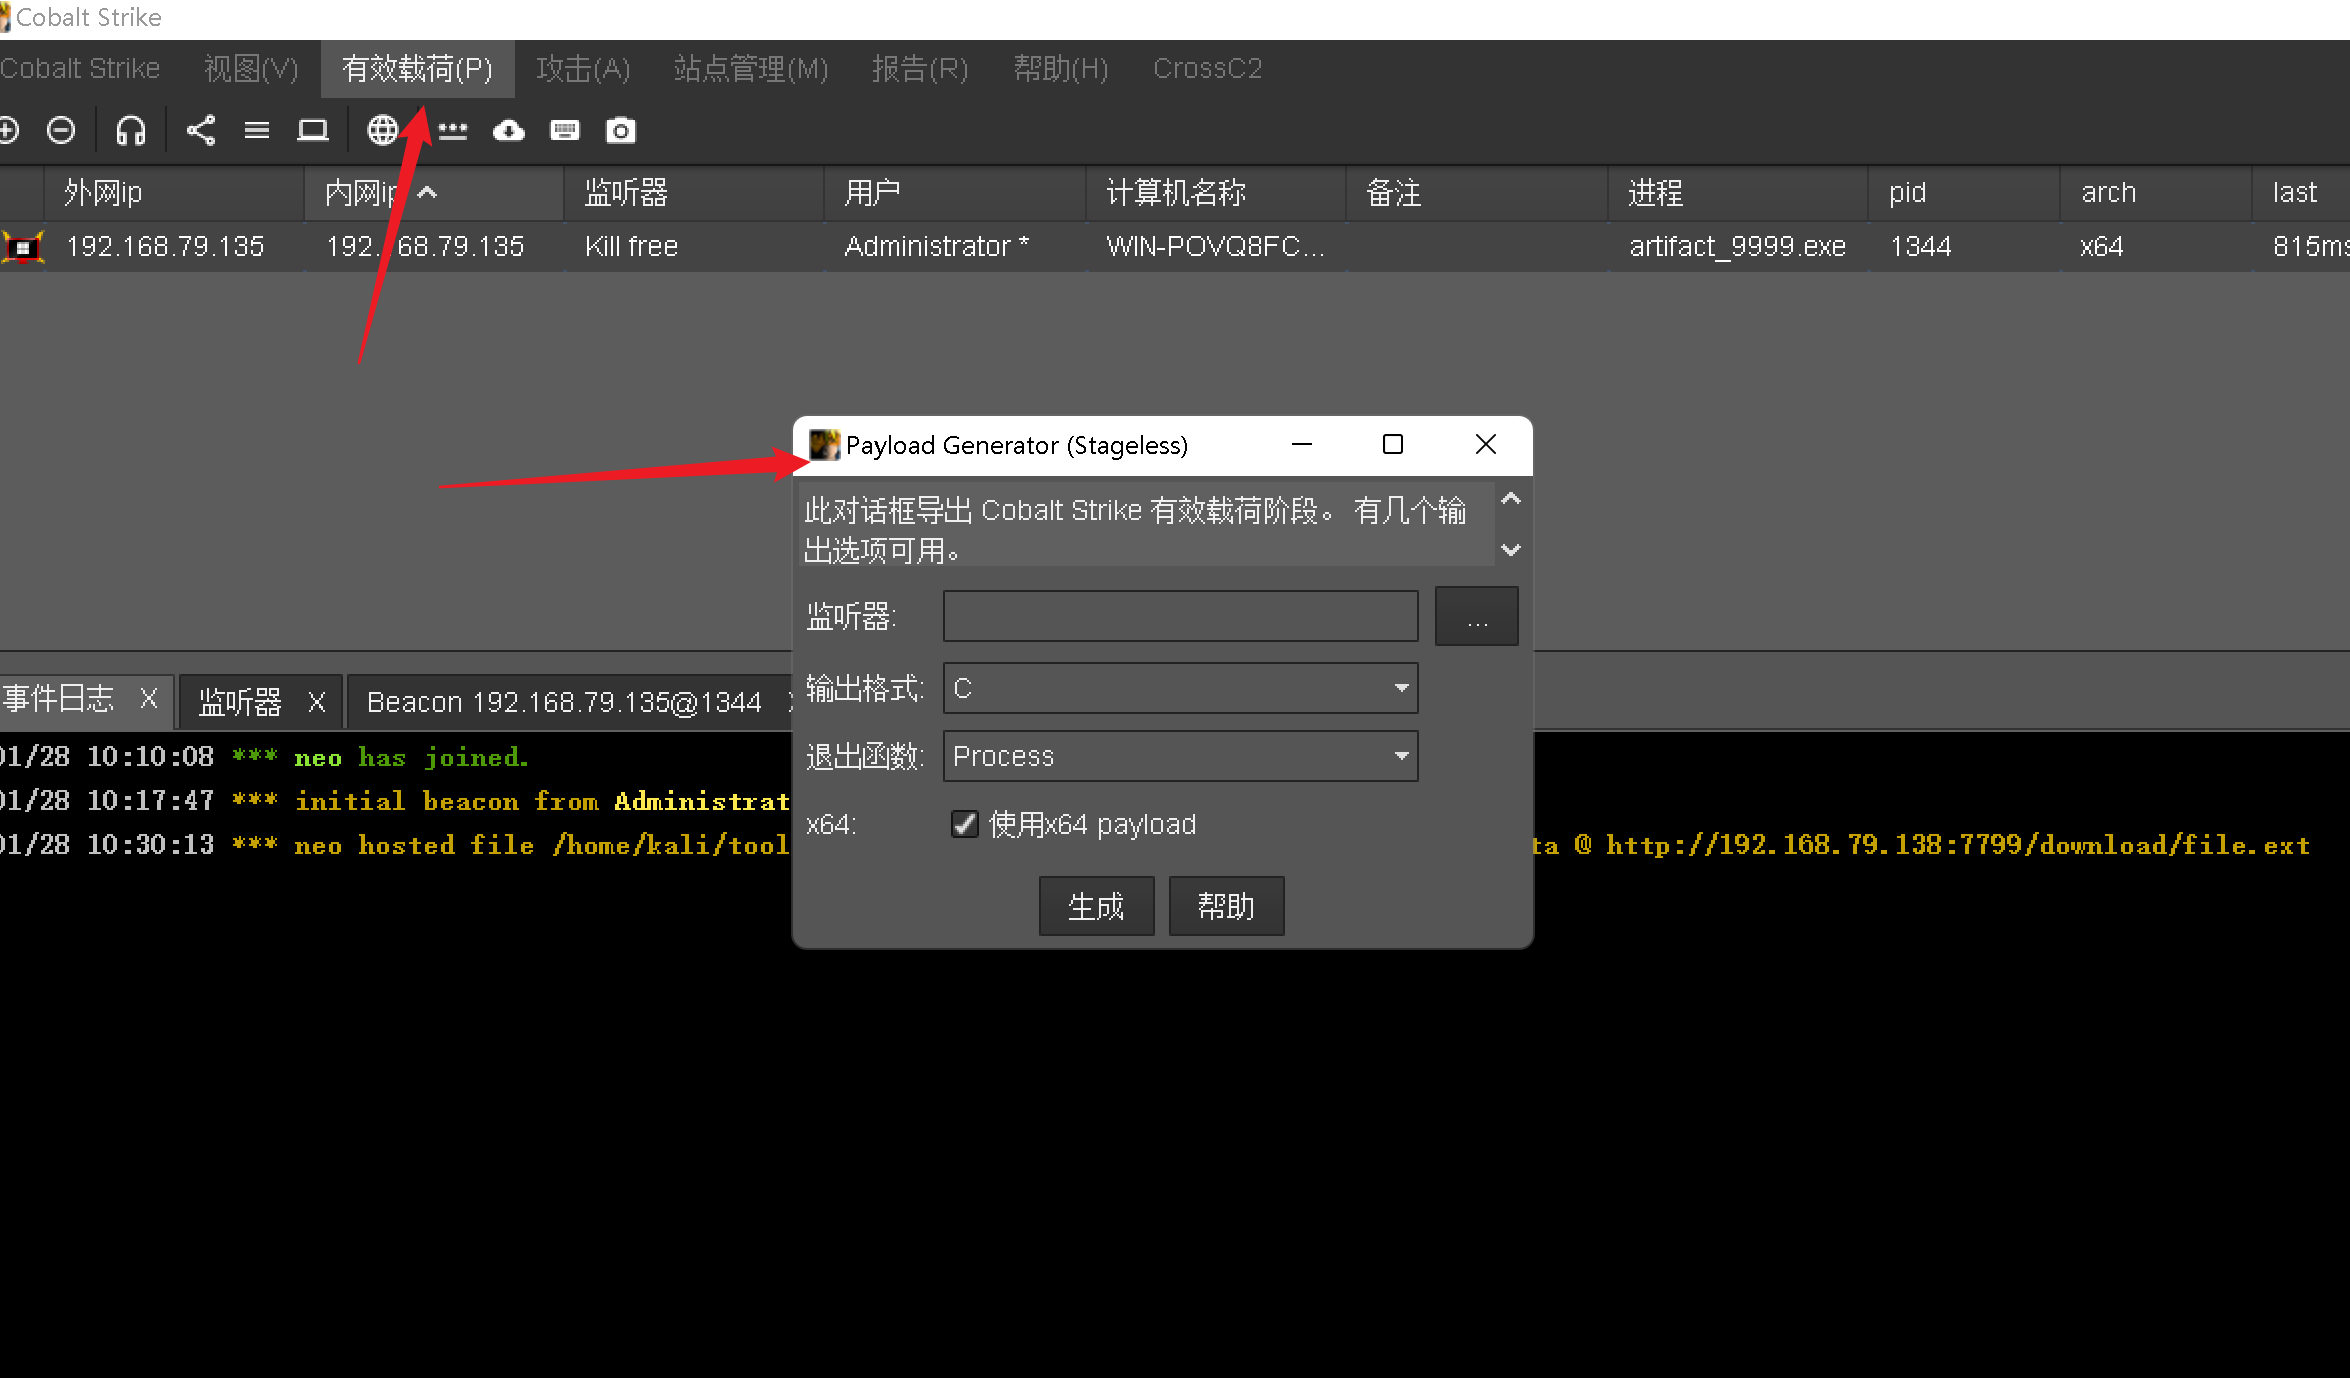 Cobalt Strike
Cobalt Strike 视图(V) 有效载荷(P) 攻击(A) 站点管理(M) 报告(R) 帮助(H) CrossC2
外网ip 内网ip 监听器 用户 计算机名称 备注 进程 pid arch last
192.168.79.135 192.168.79.135 Kill free Administrator * WIN-POVQ8FC... artifact_9999.exe 1344 x64 815ms
Payload Generator (Stageless)
此对话框导出 Cobalt Strike 有效载荷阶段。 有几个输
出选项可用。
监听器: ...
输出格式: C
退出函数: Process
x64: 使用x64 payload
生成 帮助
事件日志 X 监听器 X Beacon 192.168.79.135@1344
01/28 10:10:08 *** neo has joined.
01/28 10:17:47 *** initial beacon from Administrat
01/28 10:30:13 *** neo hosted file /home/kali/tool ta @ http://192.168.79.138:7799/download/file.ext